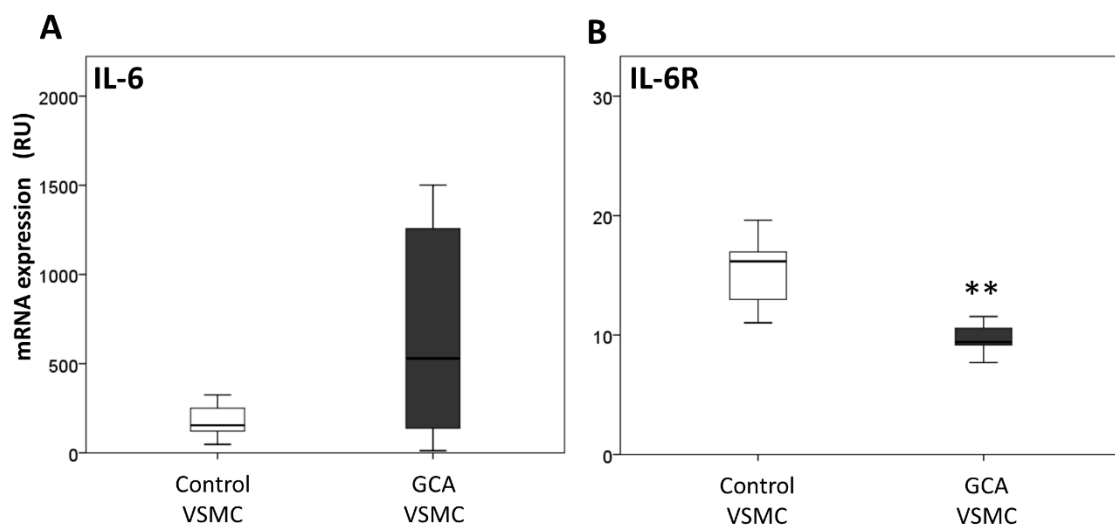 A
IL-6
mRNA expression (RU)
2000
1500
1000
500
0
Control
VSMC
GCA
VSMC
B
IL-6R
30
20
10
0
**
Control
VSMC
GCA
VSMC